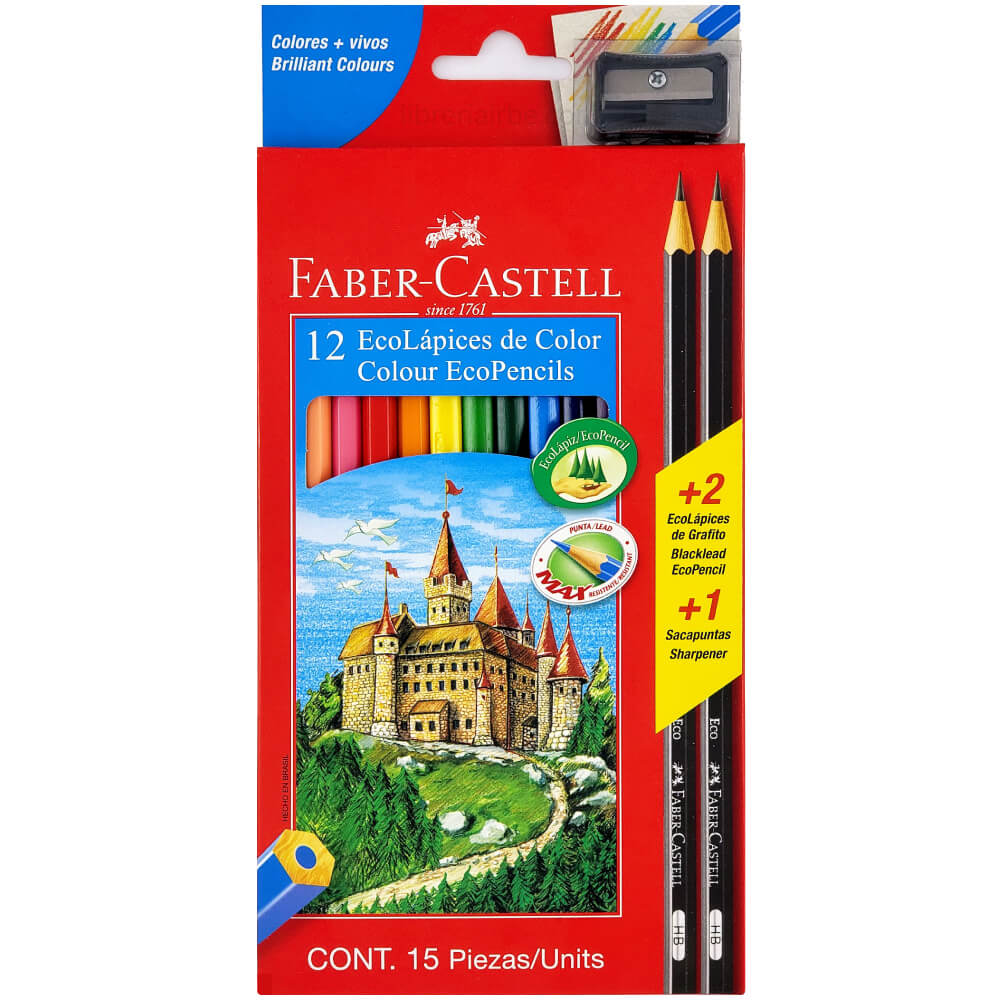 Colores + vivos
Brilliant Colours
FABER-CASTELL
since 1761
12 EcoLápices de Color
Colour EcoPencils
EcoLápiz/EcoPencil
PUNTA/LEAD
MAX
RESISTENTE/RESISTANT
+2
EcoLápices
de Grafito
Blacklead
EcoPencil
+1
Sacapuntas
Sharpener
Eco
FABER-CASTELL
HB
Eco
FABER-CASTELL
HB
HECHO EN BRASIL
CONT. 15 Piezas/Units